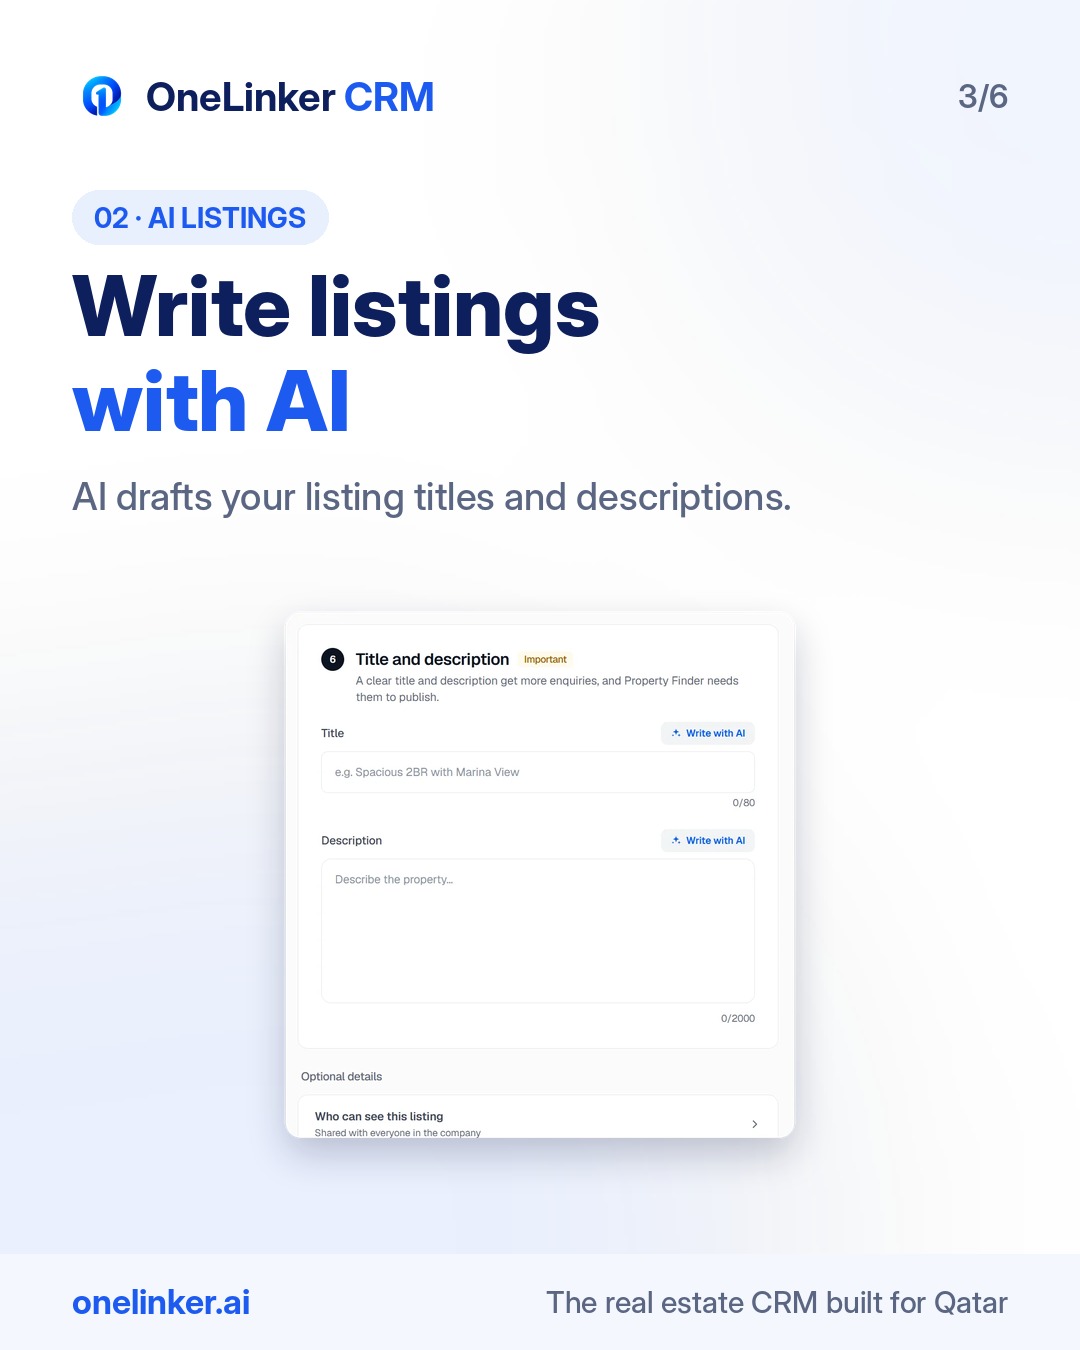 OneLinker CRM
3/6
02 · AI LISTINGS
Write listings
with AI
AI drafts your listing titles and descriptions.
6
Title and description
Important
A clear title and description get more enquiries, and Property Finder needs
them to publish.
Title
Write with AI
e.g. Spacious 2BR with Marina View
0/80
Description
Write with AI
Describe the property...
0/2000
Optional details
Who can see this listing
Shared with everyone in the company
onelinker.ai
The real estate CRM built for Qatar